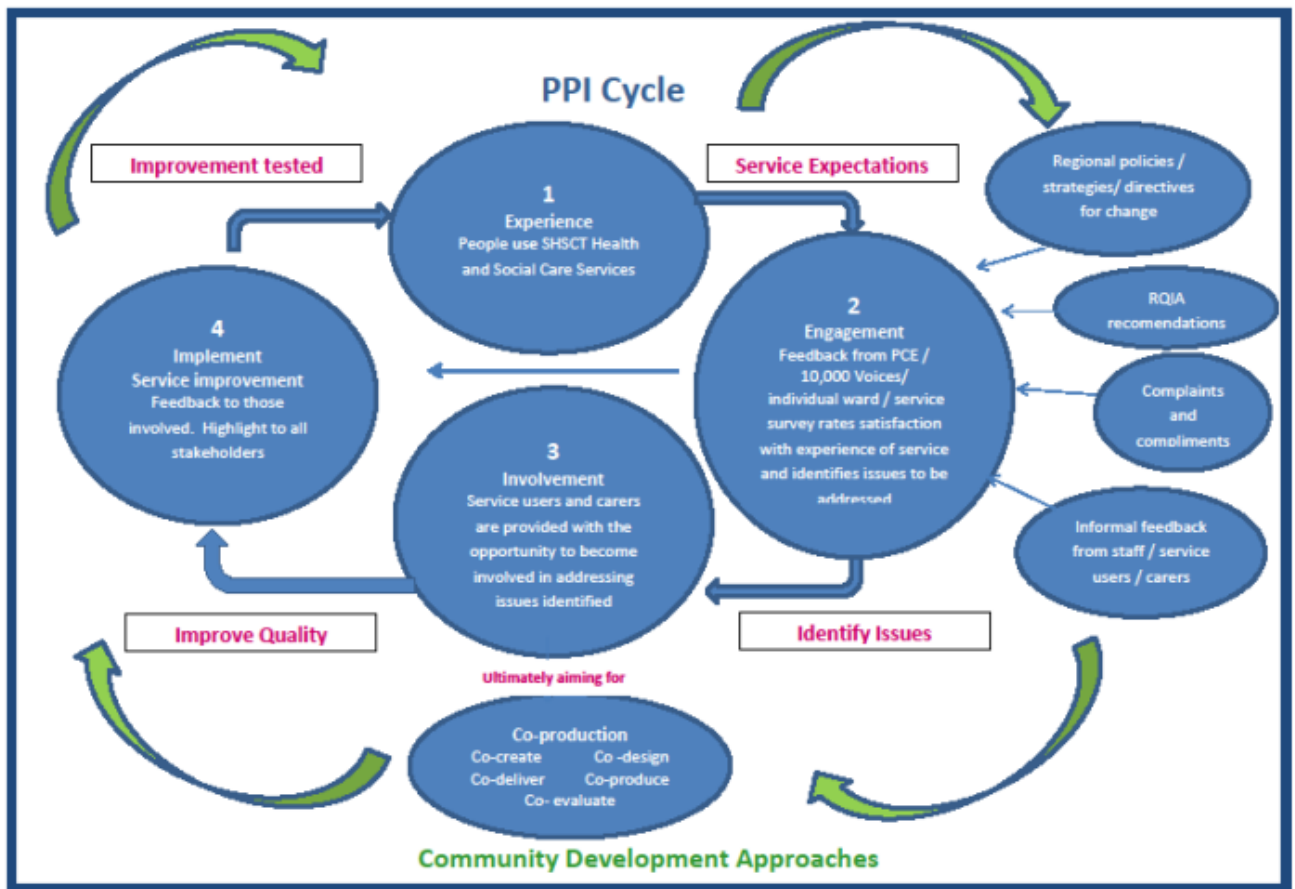 PPI Cycle
Improvement tested
Service Expectations
1
Experience
People use SHSCT Health
and Social Care Services
Regional policies /
strategies/ directives
for change
RQIA
recomendations
Complaints
and
compliments
Informal feedback
from staff / service
users / carers
2
Engagement
Feedback from PCE /
10,000 Voices/
individual ward / service
survey rates satisfaction
with experience of service
and identifies issues to be
addressed
4
Implement
Service improvement
Feedback to those
involved. Highlight to all
stakeholders
3
Involvement
Service users and carers
are provided with the
opportunity to become
involved in addressing
issues identified
Improve Quality
Identify Issues
Ultimately aiming for
Co-production
Co-create Co -design
Co-deliver Co-produce
Co- evaluate
Community Development Approaches